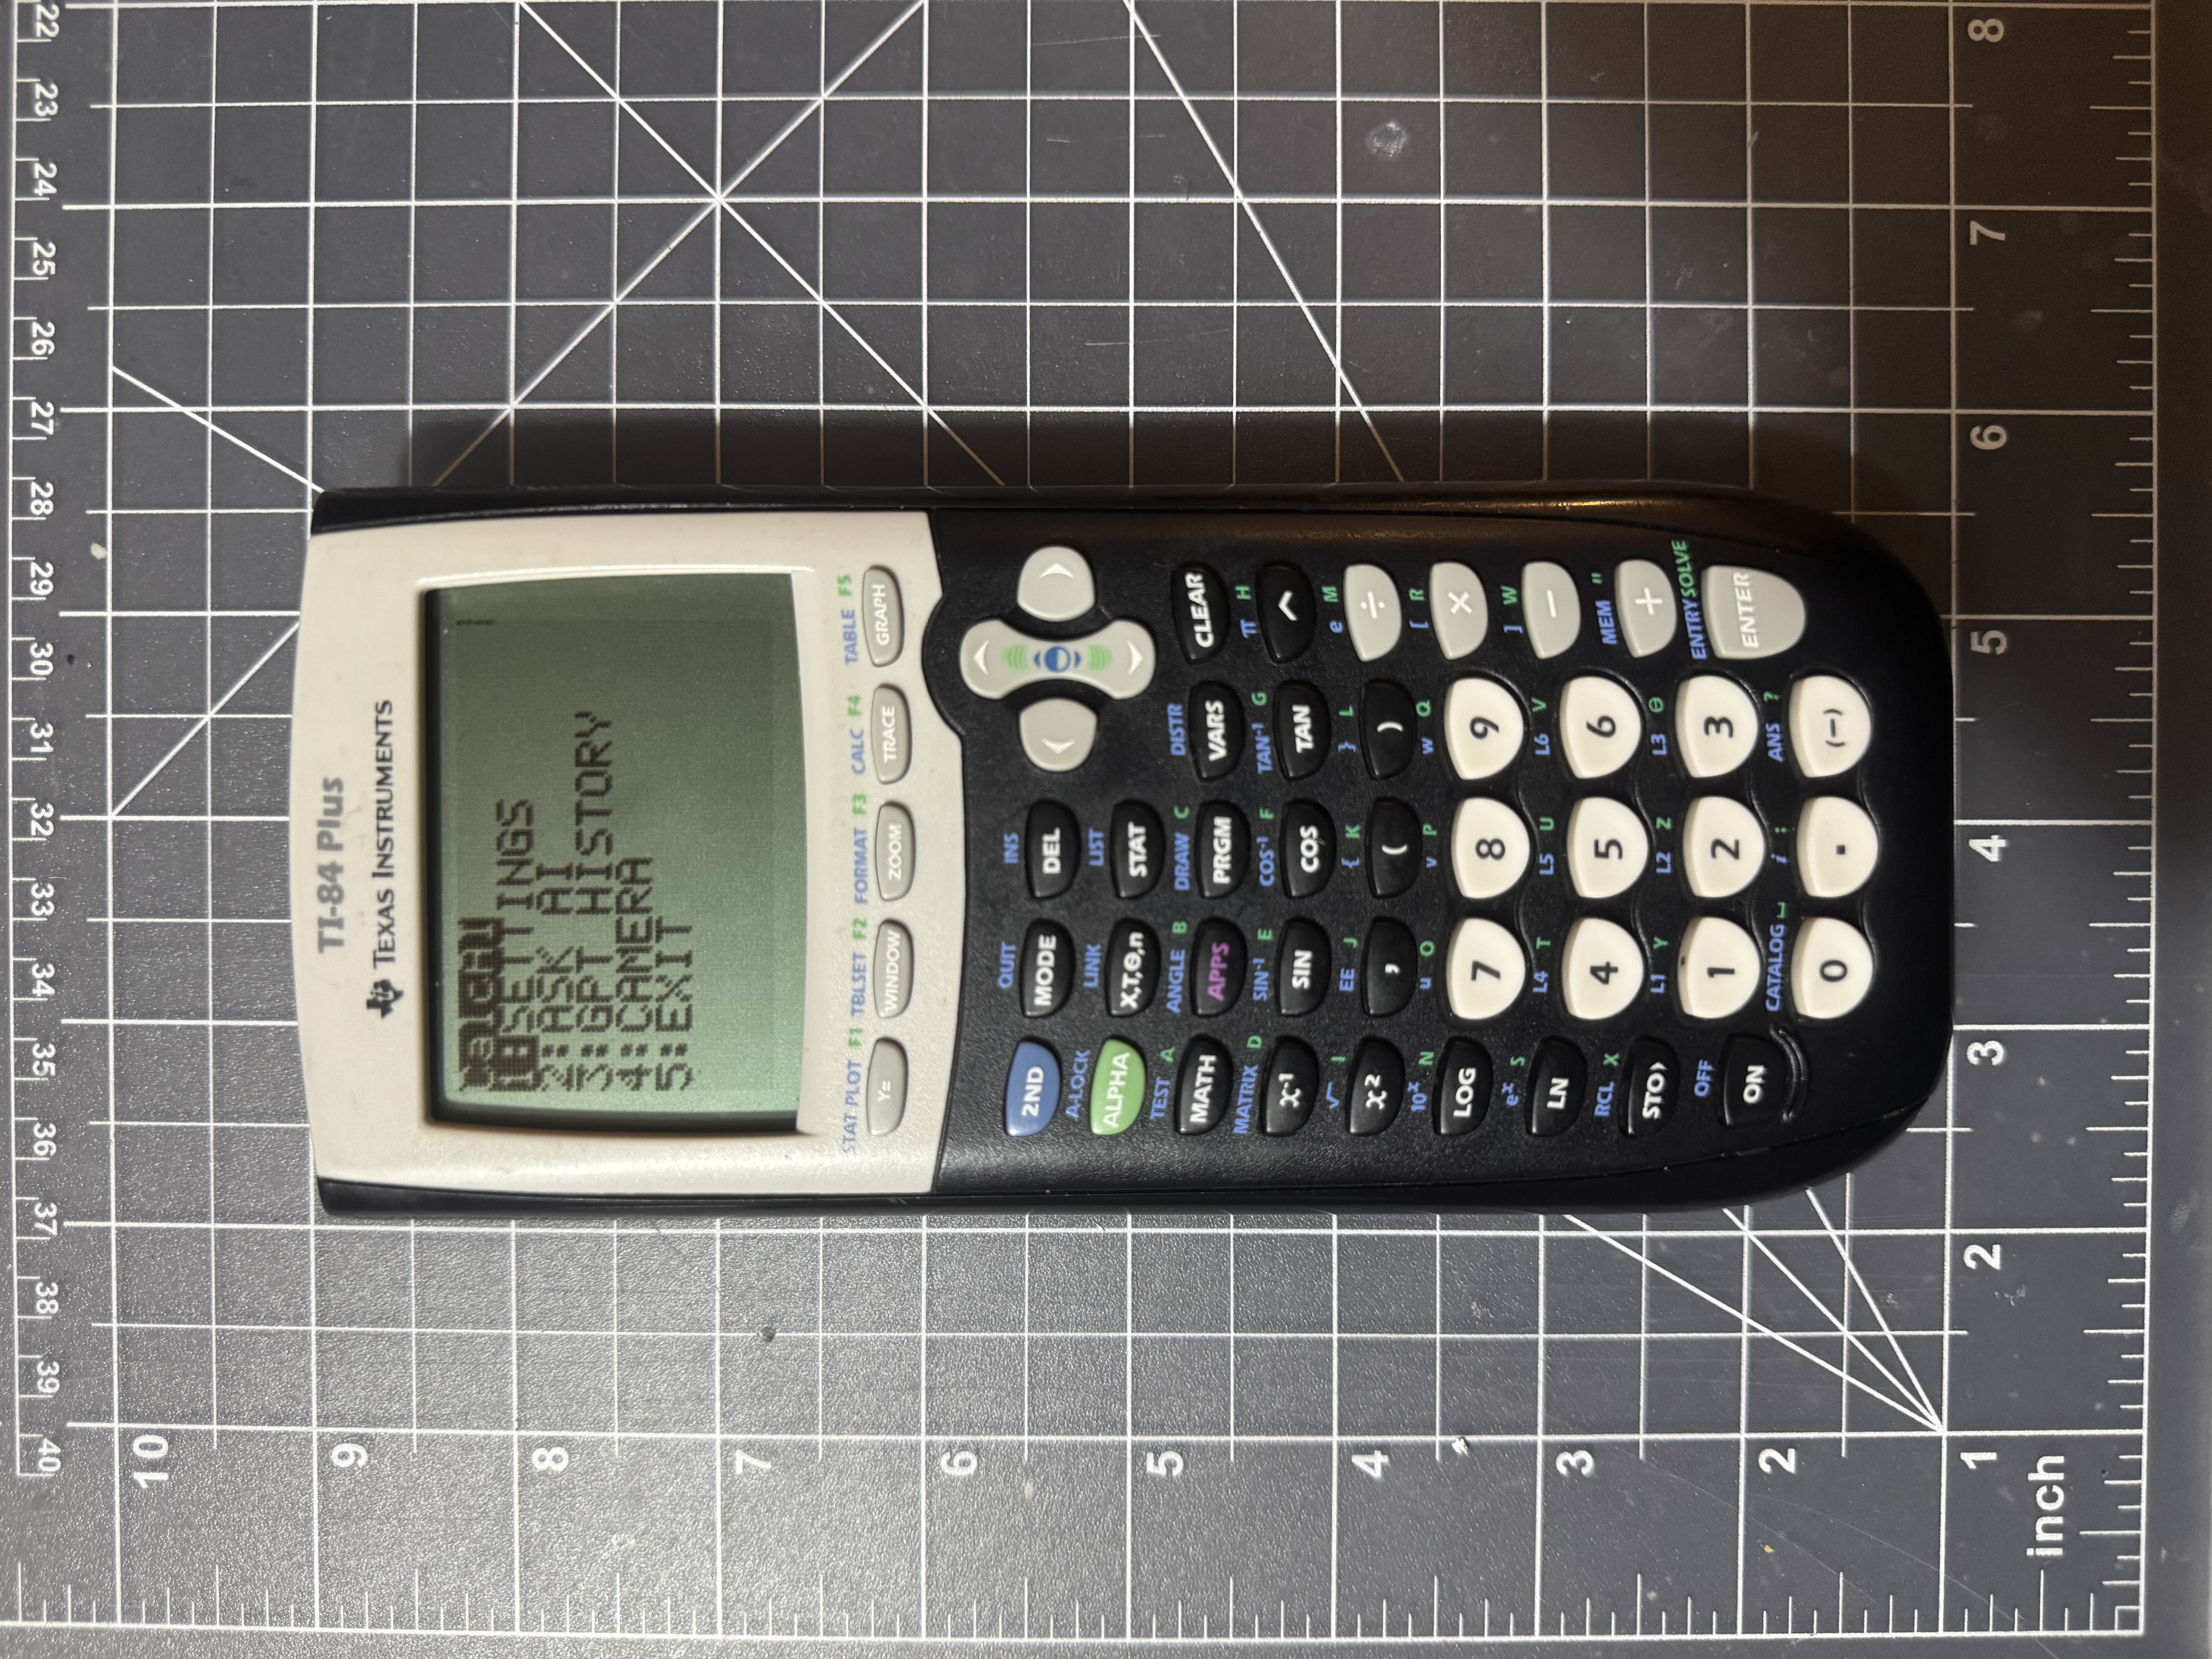 40 39 38 37 36 35 34 33 32 31 30 29 28 27 26 25 24 23 22
10
9
8
7
6
5
4
3
2
1 2 3 4 5 6 7 8
inch
TI-84 Plus
TEXAS INSTRUMENTS
1:SETTINGS
2:ASK AI
3:GPT HISTORY
4:CAMERA
5:EXIT
STAT PLOT F1 TBLSET F2 FORMAT F3 CALC F4 TABLE F5
Y= WINDOW ZOOM TRACE GRAPH
QUIT INS
2ND MODE DEL
A-LOCK LINK LIST
ALPHA X,T,Θ,n STAT
TEST A ANGLE B DRAW C DISTR
MATH APPS PRGM VARS CLEAR
MATRIX D SIN⁻¹ E COS⁻¹ F TAN⁻¹ G π H
x⁻¹ SIN COS TAN ^
√ I EE J { K } L e M
x² , ( ) ÷
10ˣ N u O v P w Q [ R
LOG 7 8 9 ×
eˣ S L4 T L5 U L6 V ] W
LN 4 5 6 −
RCL X L1 Y L2 Z L3 Θ MEM "
STO› 1 2 3 +
OFF CATALOG ⎵ i : ANS ? ENTRY SOLVE
ON 0 . (−) ENTER